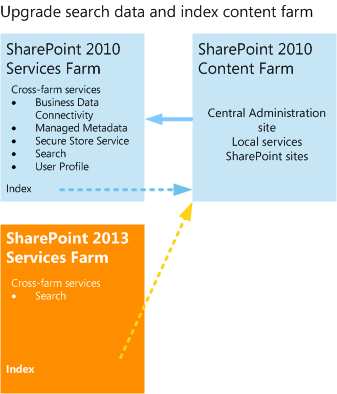 Upgrade search data and index content farm
SharePoint 2010
Services Farm
Cross-farm services
• Business Data
Connectivity
• Managed Metadata
• Secure Store Service
• Search
• User Profile
Index
SharePoint 2010
Content Farm
Central Administration
site
Local services
SharePoint sites
SharePoint 2013
Services Farm
Cross-farm services
• Search
Index